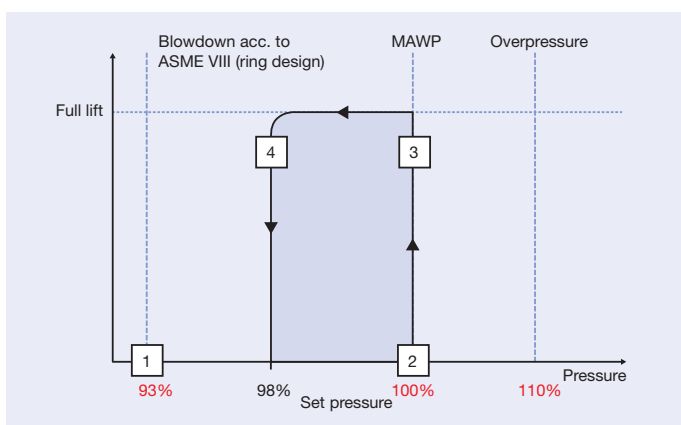 Blowdown acc. to
ASME VIII (ring design)
MAWP
Overpressure
Full lift
4
3
1
2
Pressure
93%
98%
100%
110%
Set pressure